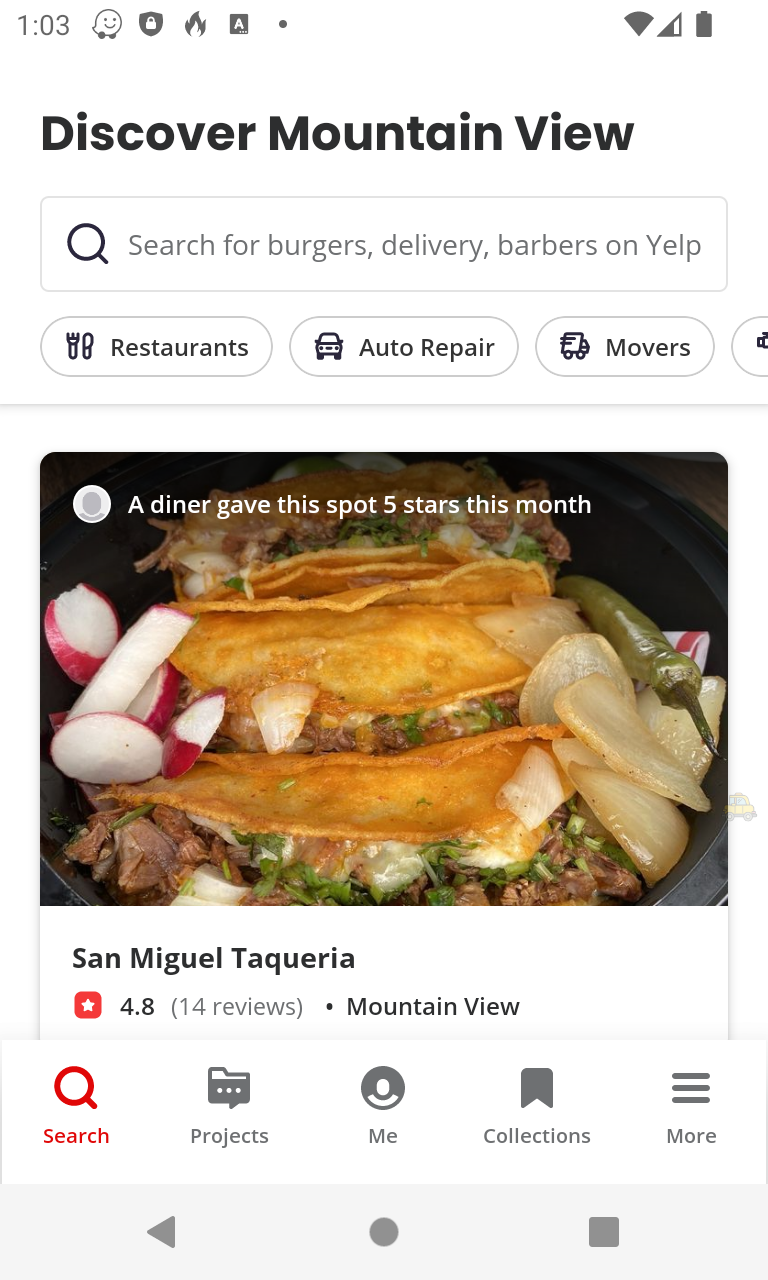 1:03
Discover Mountain View
Search for burgers, delivery, barbers on Yelp
Restaurants
Auto Repair
Movers
A diner gave this spot 5 stars this month
San Miguel Taqueria
4.8 (14 reviews) • Mountain View
Search
Projects
Me
Collections
More